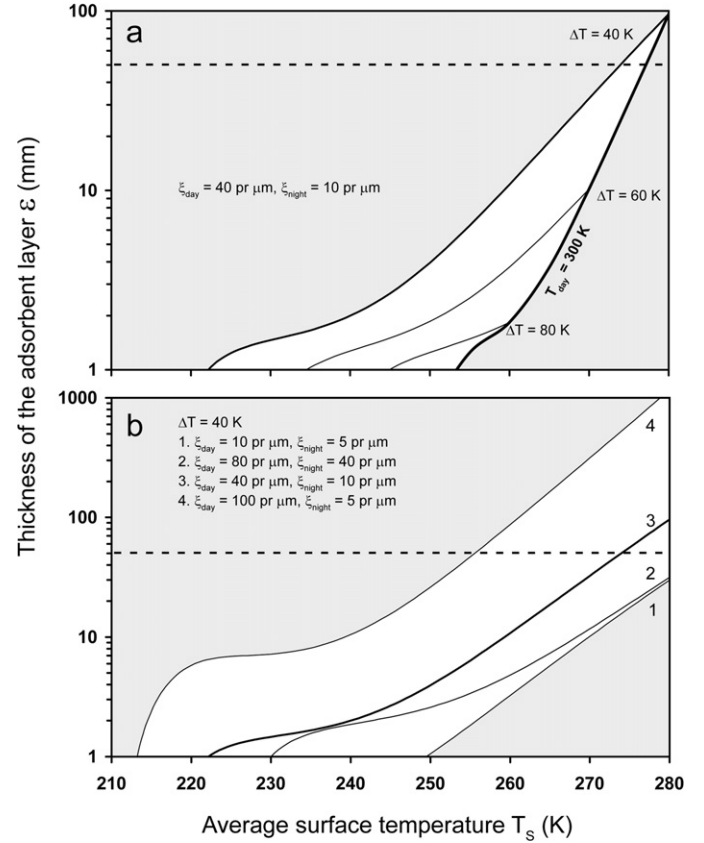 Thickness of the adsorbent layer ε (mm)
100
a
ΔT = 40 K
ξday = 40 pr μm, ξnight = 10 pr μm
10
ΔT = 60 K
Tday = 300 K
ΔT = 80 K
1
1000
b
ΔT = 40 K
1. ξday = 10 pr μm, ξnight = 5 pr μm
2. ξday = 80 pr μm, ξnight = 40 pr μm
3. ξday = 40 pr μm, ξnight = 10 pr μm
4. ξday = 100 pr μm, ξnight = 5 pr μm
4
100
3
2
1
10
1
210 220 230 240 250 260 270 280
Average surface temperature TS (K)